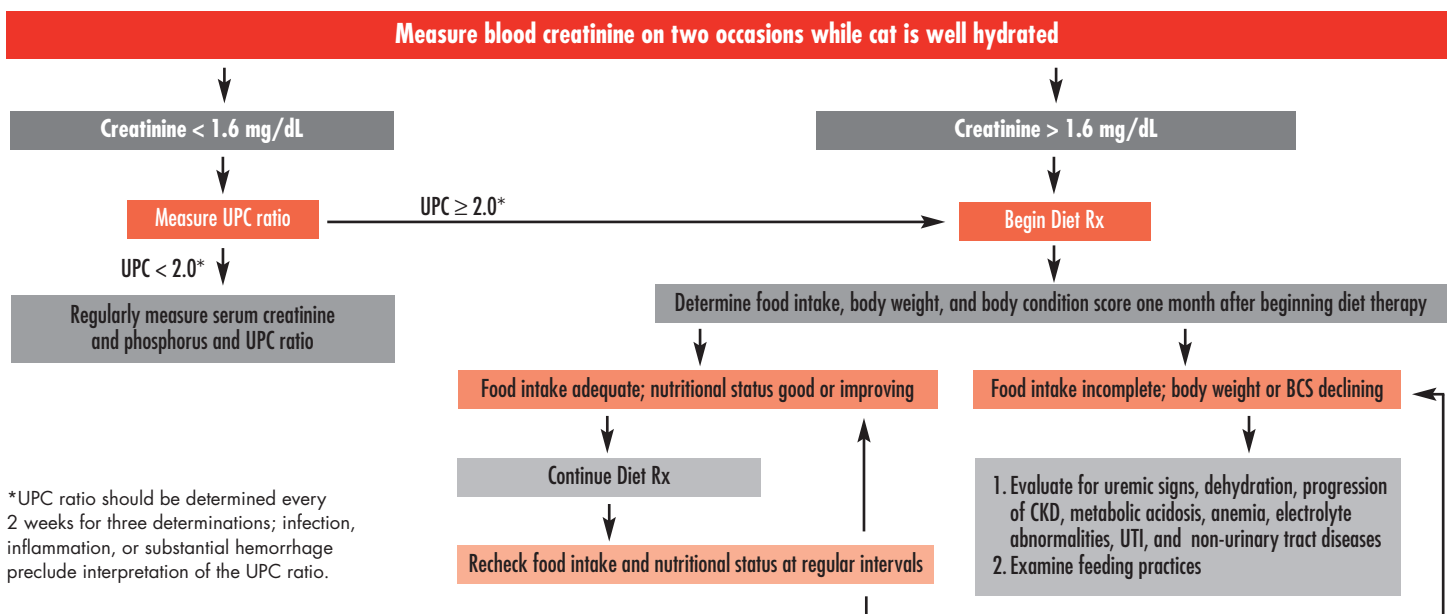 Measure blood creatinine on two occasions while cat is well hydrated
Creatinine < 1.6 mg/dL
Creatinine > 1.6 mg/dL
Measure UPC ratio
UPC ≥ 2.0*
Begin Diet Rx
UPC < 2.0*
Regularly measure serum creatinine
and phosphorus and UPC ratio
Determine food intake, body weight, and body condition score one month after beginning diet therapy
Food intake adequate; nutritional status good or improving
Food intake incomplete; body weight or BCS declining
Continue Diet Rx
Recheck food intake and nutritional status at regular intervals
1. Evaluate for uremic signs, dehydration, progression
of CKD, metabolic acidosis, anemia, electrolyte
abnormalities, UTI, and non-urinary tract diseases
2. Examine feeding practices
*UPC ratio should be determined every
2 weeks for three determinations; infection,
inflammation, or substantial hemorrhage
preclude interpretation of the UPC ratio.